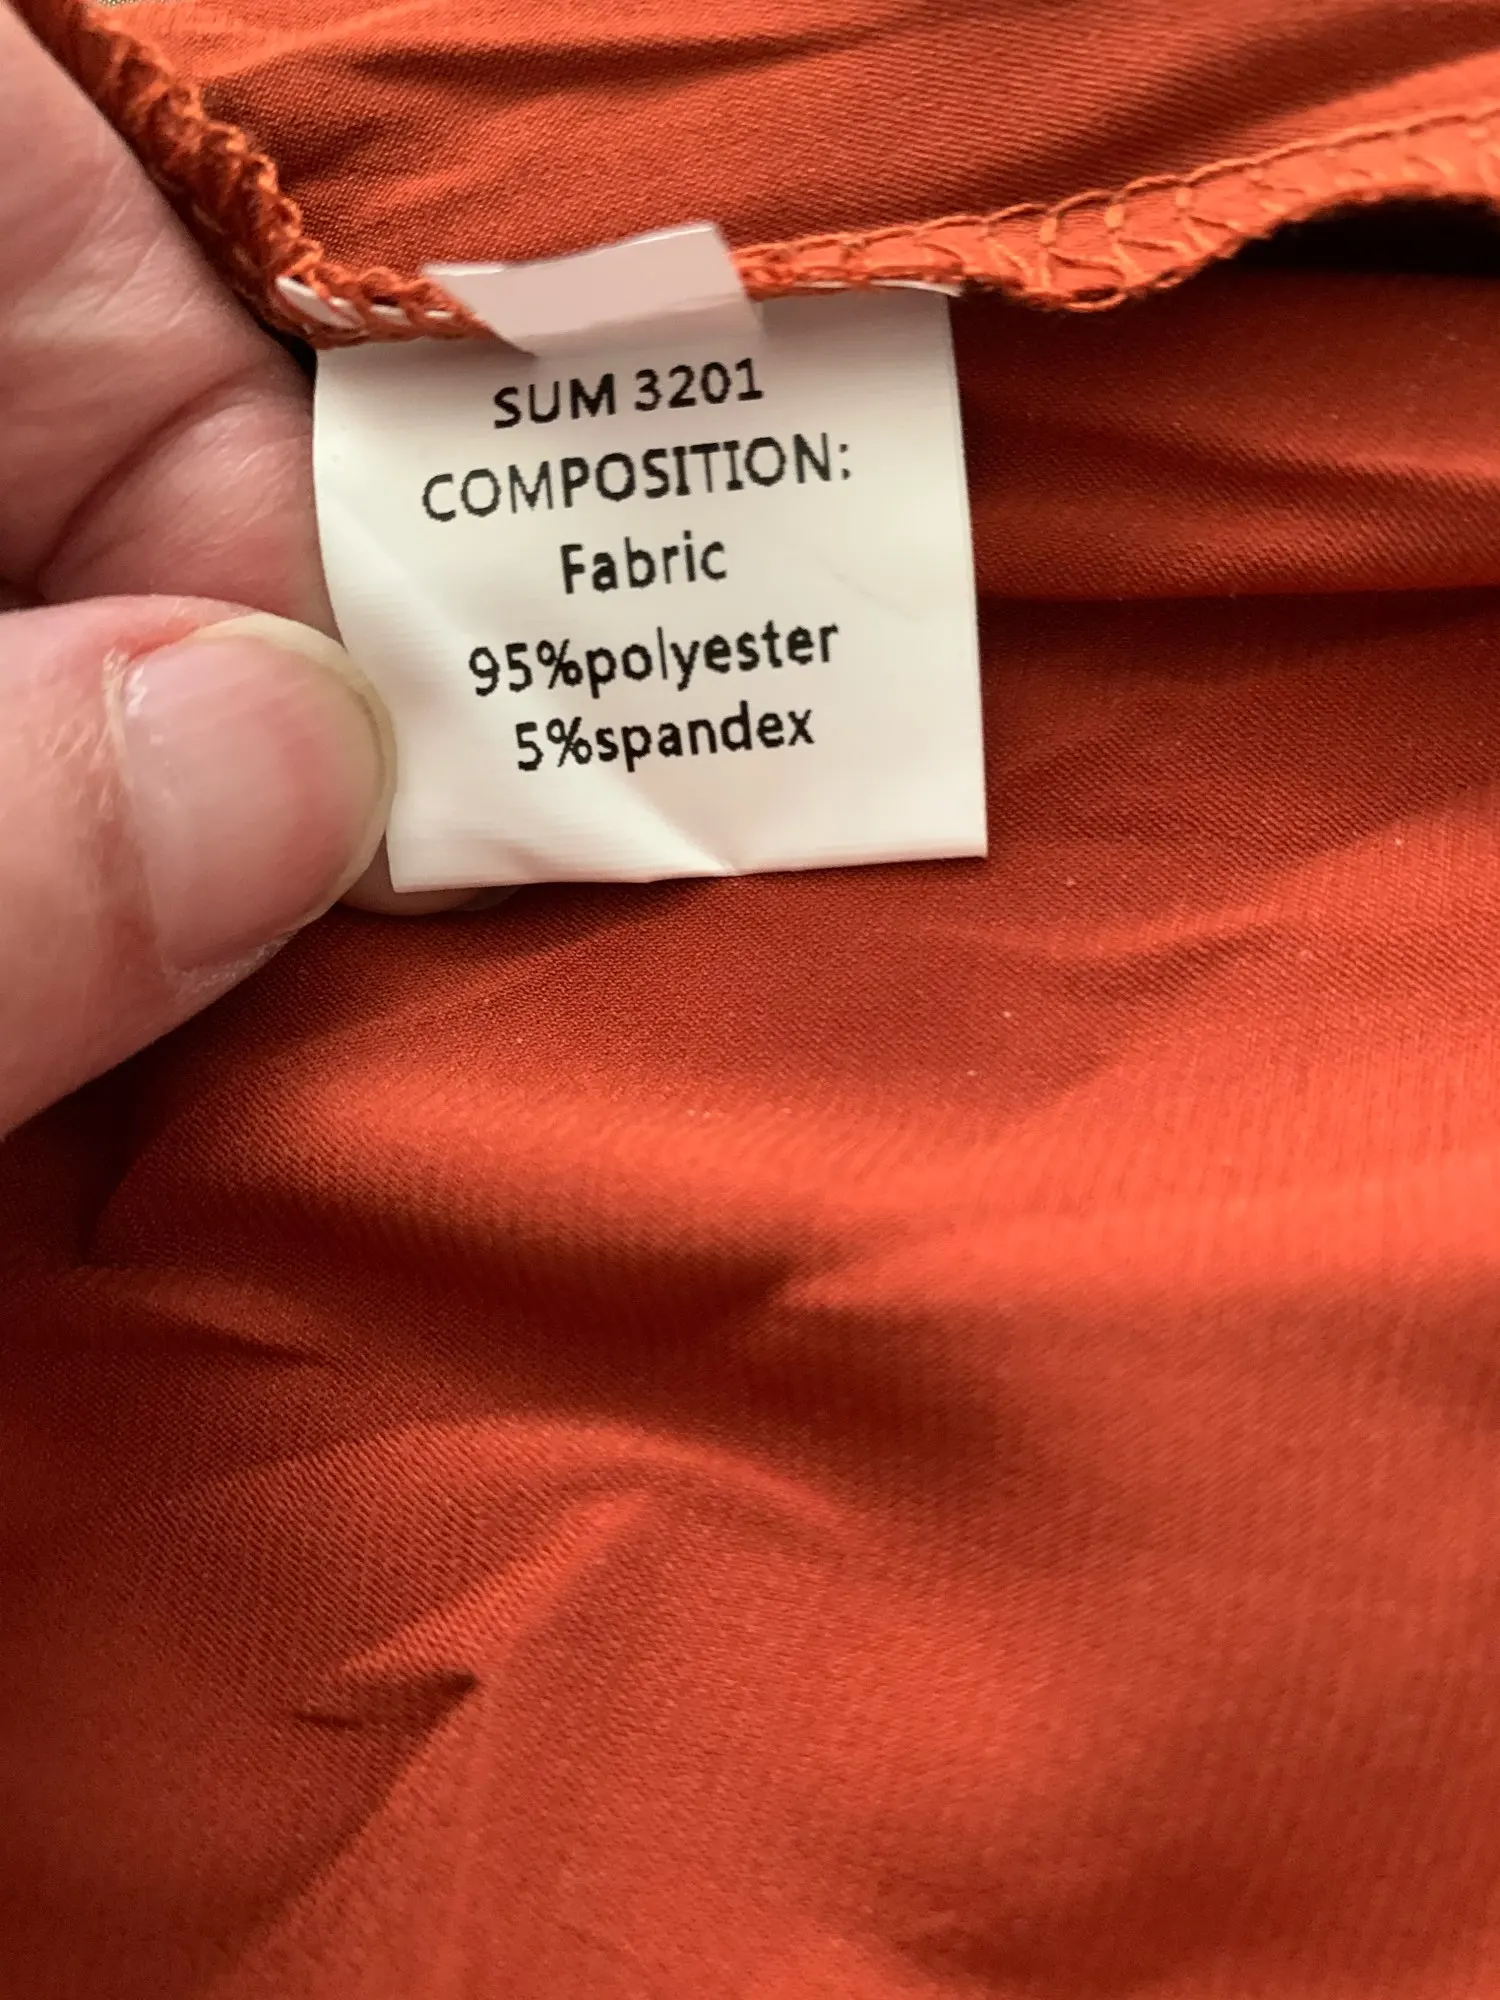 SUM 3201
COMPOSITION:
Fabric
95%polyester
5%spandex